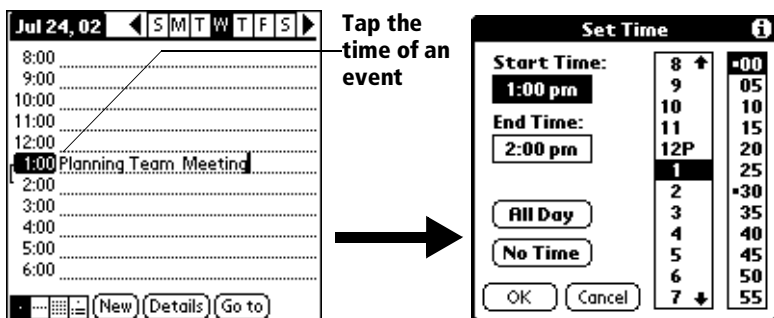 Jul 24, 02 S M T W T F S
8:00
9:00
10:00
11:00
12:00
1:00 Planning Team Meeting
2:00
3:00
4:00
5:00
6:00
New Details Go to
Tap the
time of an
event
Set Time i
Start Time:
1:00 pm
End Time:
2:00 pm
All Day
No Time
OK Cancel
8
9
10
11
12P
1
2
3
4
5
6
7
00
05
10
15
20
25
30
35
40
45
50
55